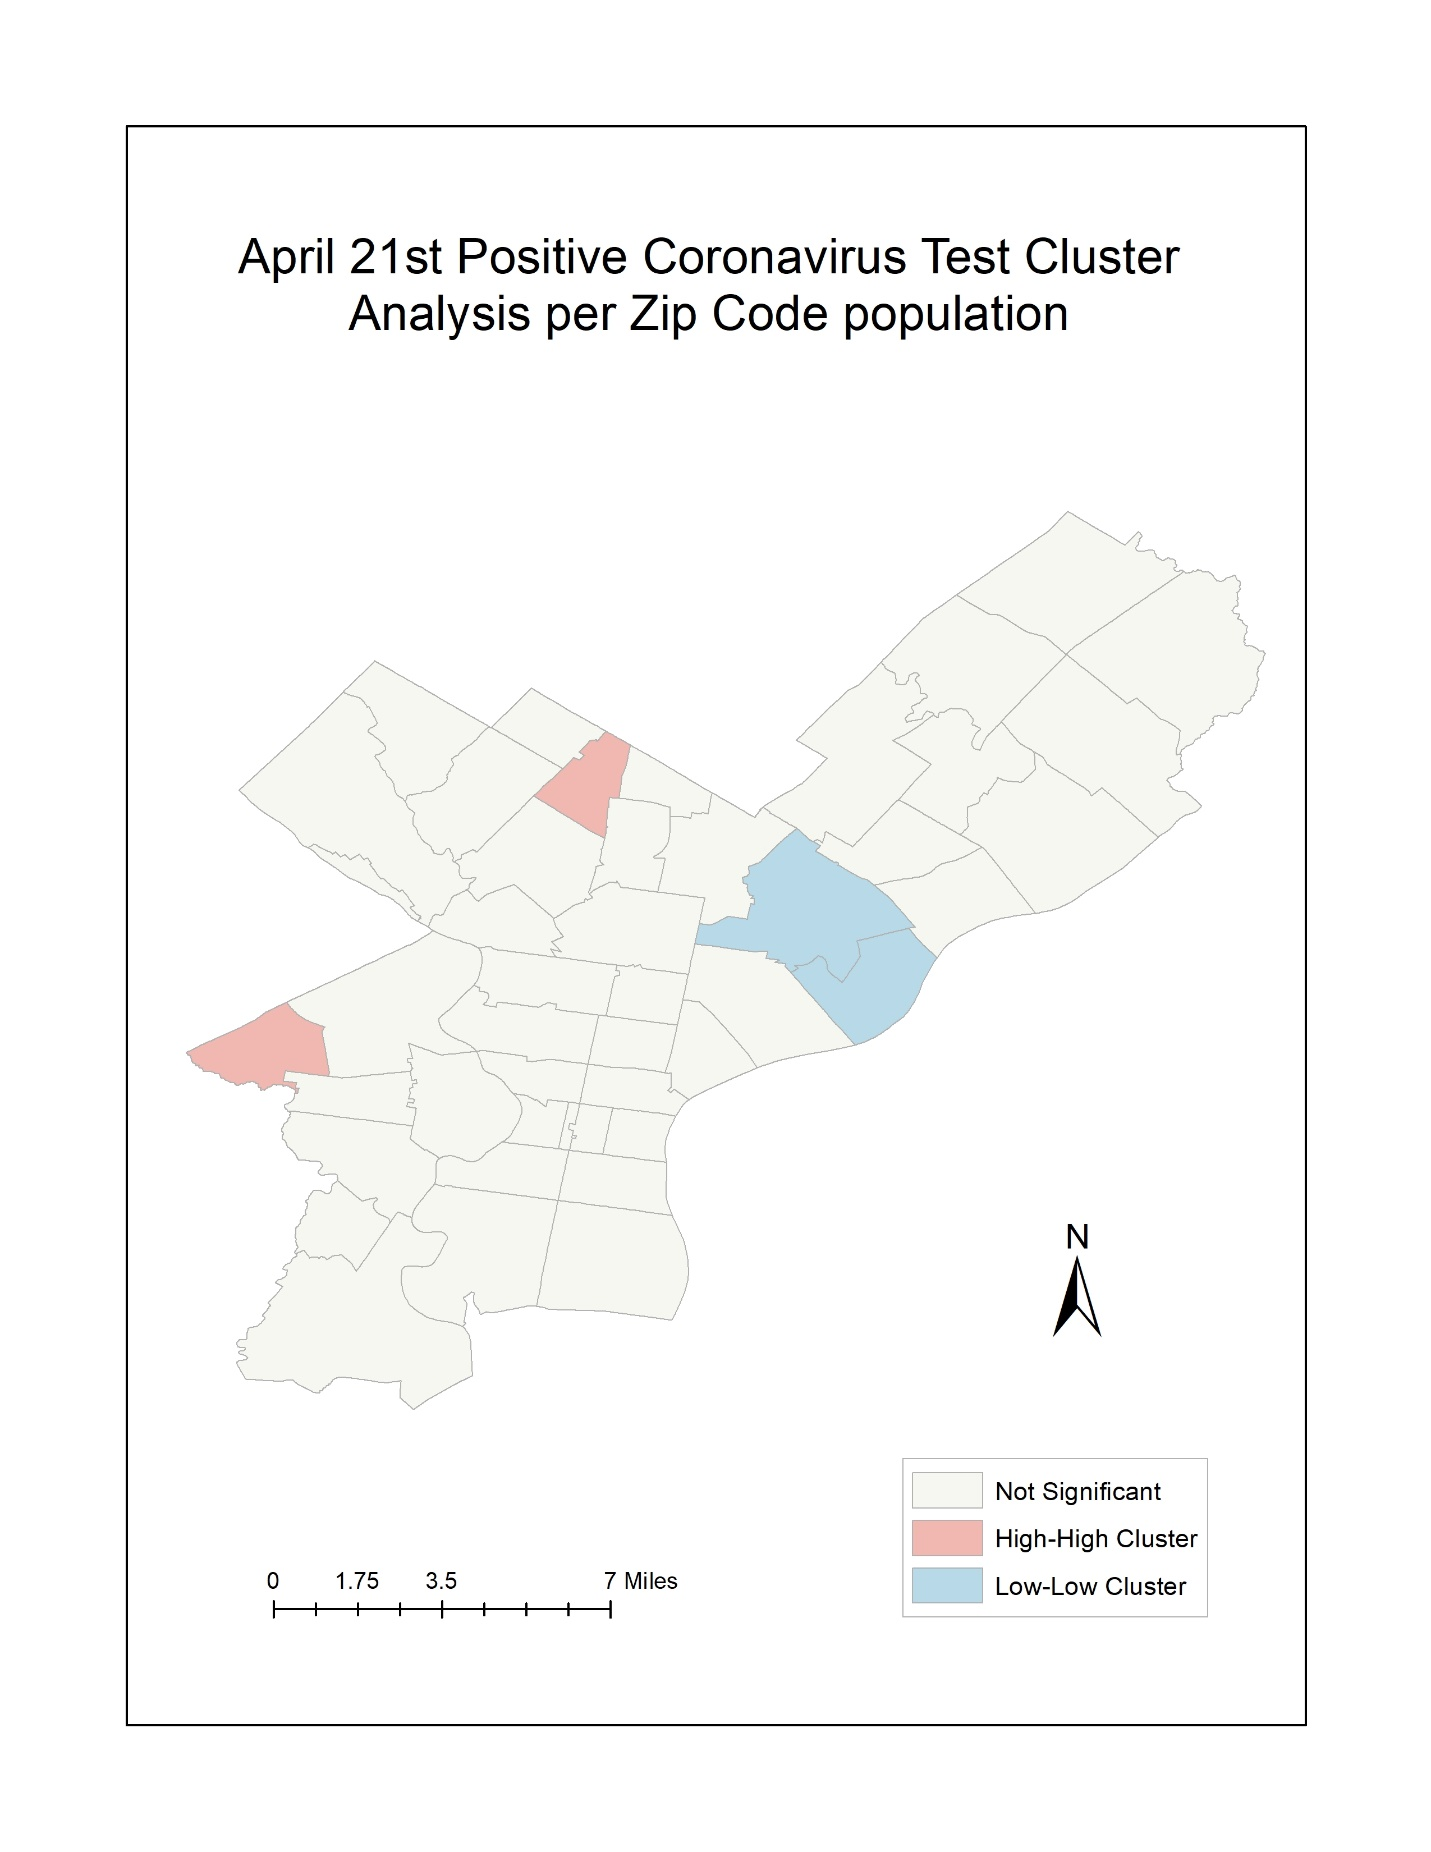 April 21st Positive Coronavirus Test Cluster
Analysis per Zip Code population
N
Not Significant
High-High Cluster
Low-Low Cluster
0 1.75 3.5 7 Miles